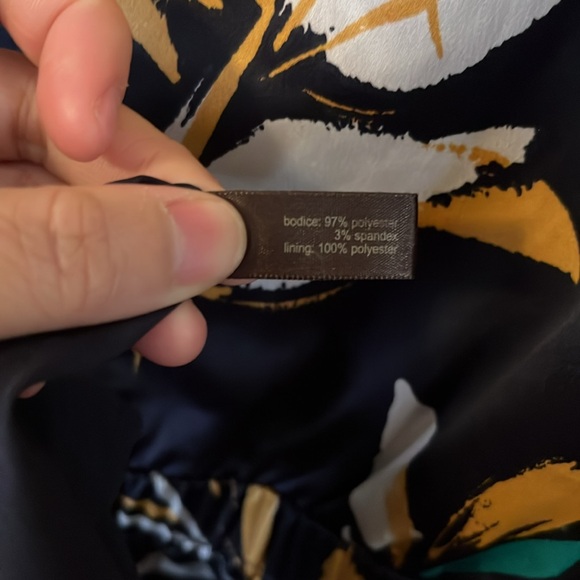 bodice: 97% polyester
3% spandex
lining: 100% polyester